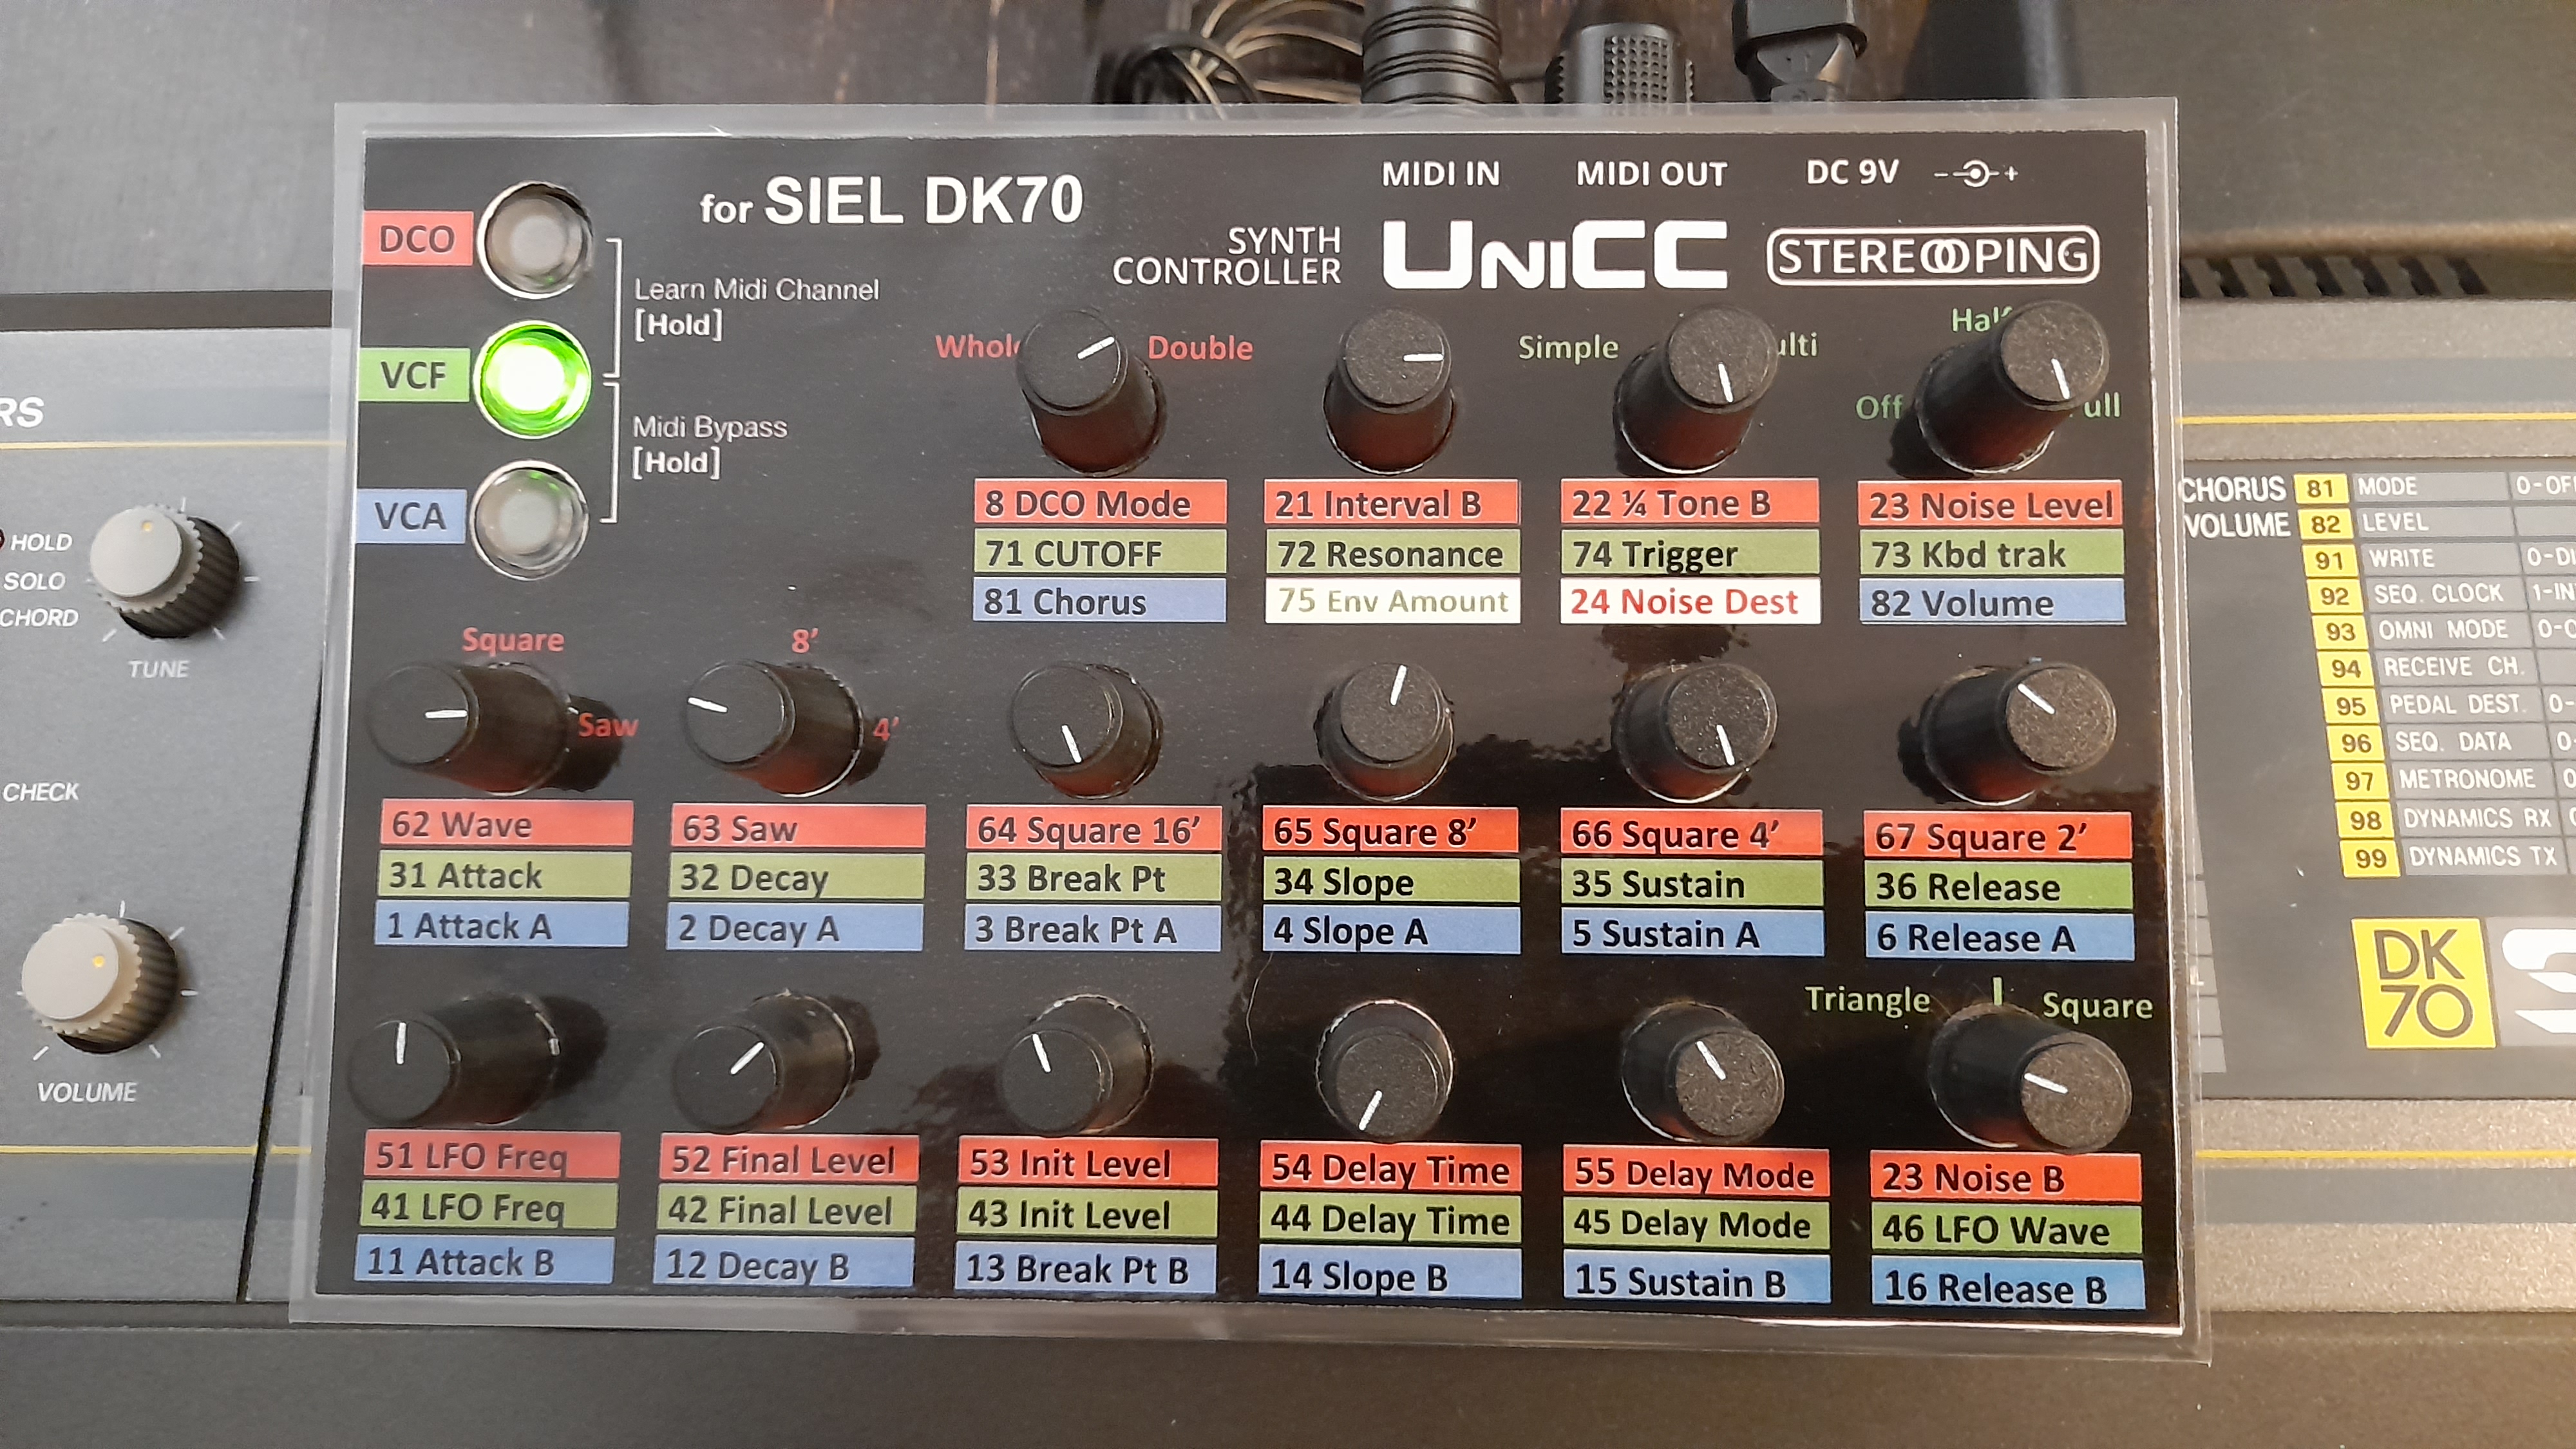 for SIEL DK70
MIDI IN
MIDI OUT
DC 9V
- +
SYNTH
CONTROLLER
UNICC
STEREOPING
DCO
VCF
VCA
Learn Midi Channel
[Hold]
Midi Bypass
[Hold]
Double
Simple
Off
8 DCO Mode
71 CUTOFF
81 Chorus
21 Interval B
72 Resonance
75 Env Amount
22 ¼ Tone B
74 Trigger
24 Noise Dest
23 Noise Level
73 Kbd trak
82 Volume
Square
Saw
8'
4'
62 Wave
31 Attack
1 Attack A
63 Saw
32 Decay
2 Decay A
64 Square 16'
33 Break Pt
3 Break Pt A
65 Square 8'
34 Slope
4 Slope A
66 Square 4'
35 Sustain
5 Sustain A
67 Square 2'
36 Release
6 Release A
Triangle
Square
51 LFO Freq
41 LFO Freq
11 Attack B
52 Final Level
42 Final Level
12 Decay B
53 Init Level
43 Init Level
13 Break Pt B
54 Delay Time
44 Delay Time
14 Slope B
55 Delay Mode
45 Delay Mode
15 Sustain B
23 Noise B
46 LFO Wave
16 Release B
HOLD
SOLO
CHORD
TUNE
CHECK
VOLUME
CHORUS 81 MODE
VOLUME 82 LEVEL
91 WRITE
92 SEQ. CLOCK
93 OMNI MODE
94 RECEIVE CH.
95 PEDAL DEST.
96 SEQ. DATA
97 METRONOME
98 DYNAMICS RX
99 DYNAMICS TX
DK
70